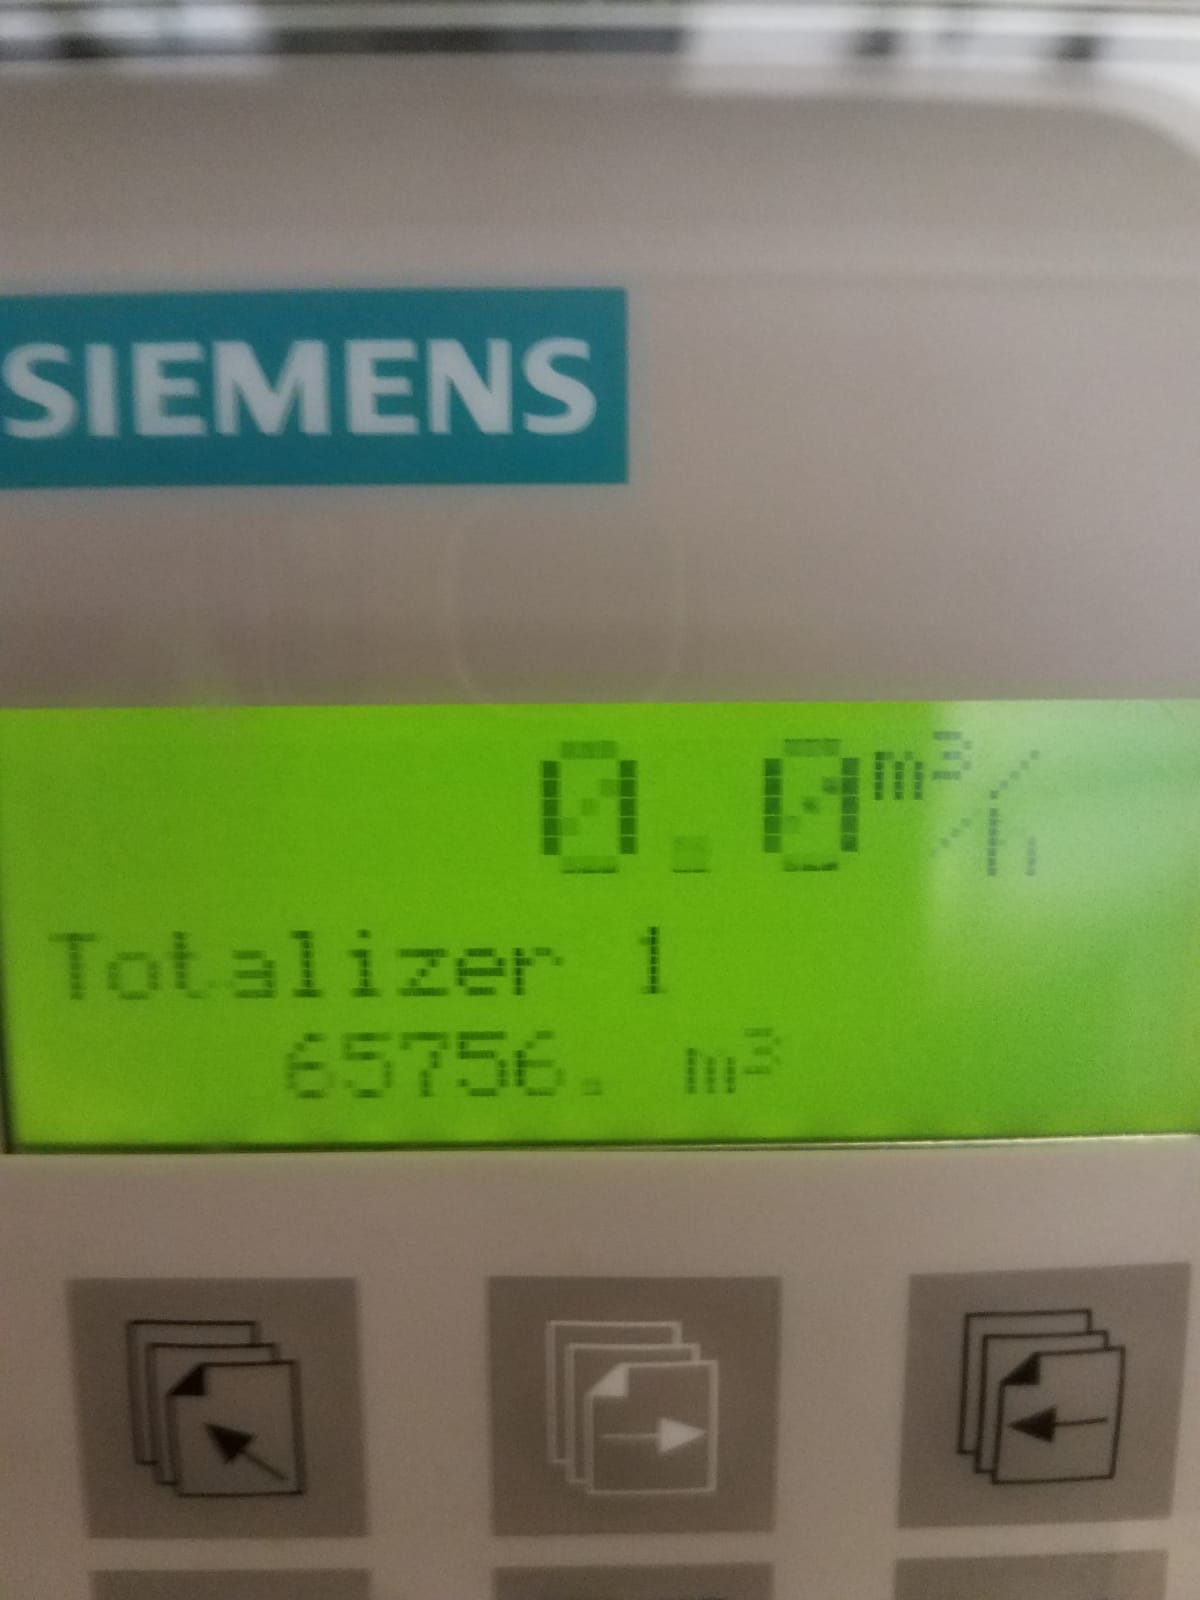 SIEMENS
0.0 m³/h
Totalizer 1
65756. m³